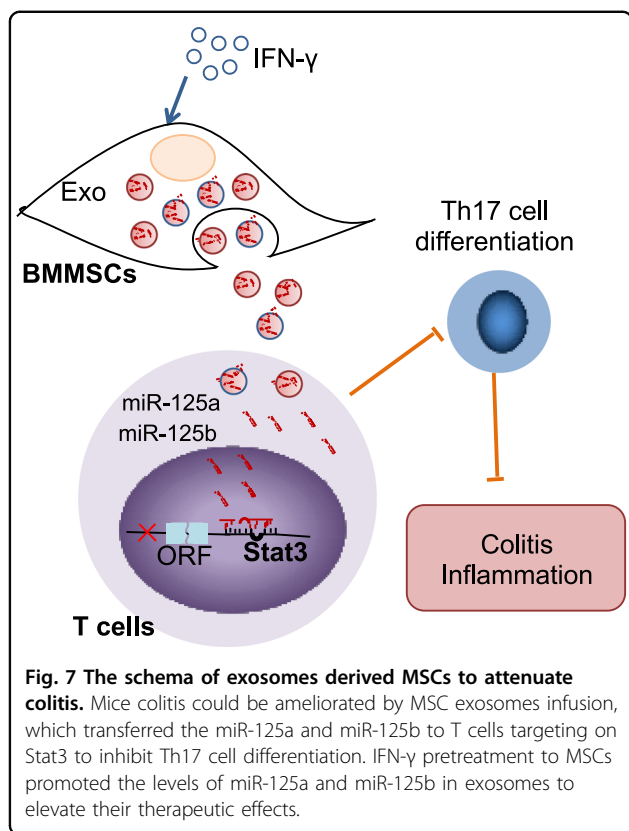 IFN-γ
Exo
BMMSCs
Th17 cell
differentiation
miR-125a
miR-125b
ORF
Stat3
T cells
Colitis
Inflammation
Fig. 7 The schema of exosomes derived MSCs to attenuate
colitis. Mice colitis could be ameliorated by MSC exosomes infusion,
which transferred the miR-125a and miR-125b to T cells targeting on
Stat3 to inhibit Th17 cell differentiation. IFN-γ pretreatment to MSCs
promoted the levels of miR-125a and miR-125b in exosomes to
elevate their therapeutic effects.